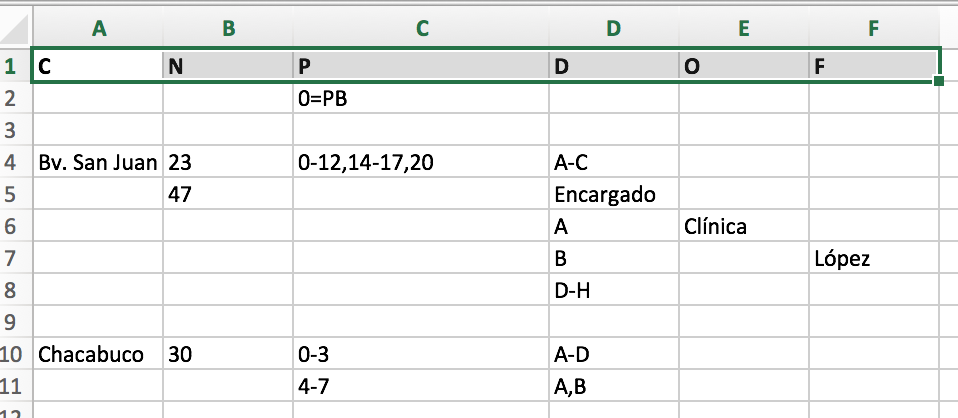 A B C D E F
1 C N P D O F
2 0=PB
3
4 Bv. San Juan 23 0-12,14-17,20 A-C
5 47 Encargado
6 A Clínica
7 B López
8 D-H
9
10 Chacabuco 30 0-3 A-D
11 4-7 A,B
12